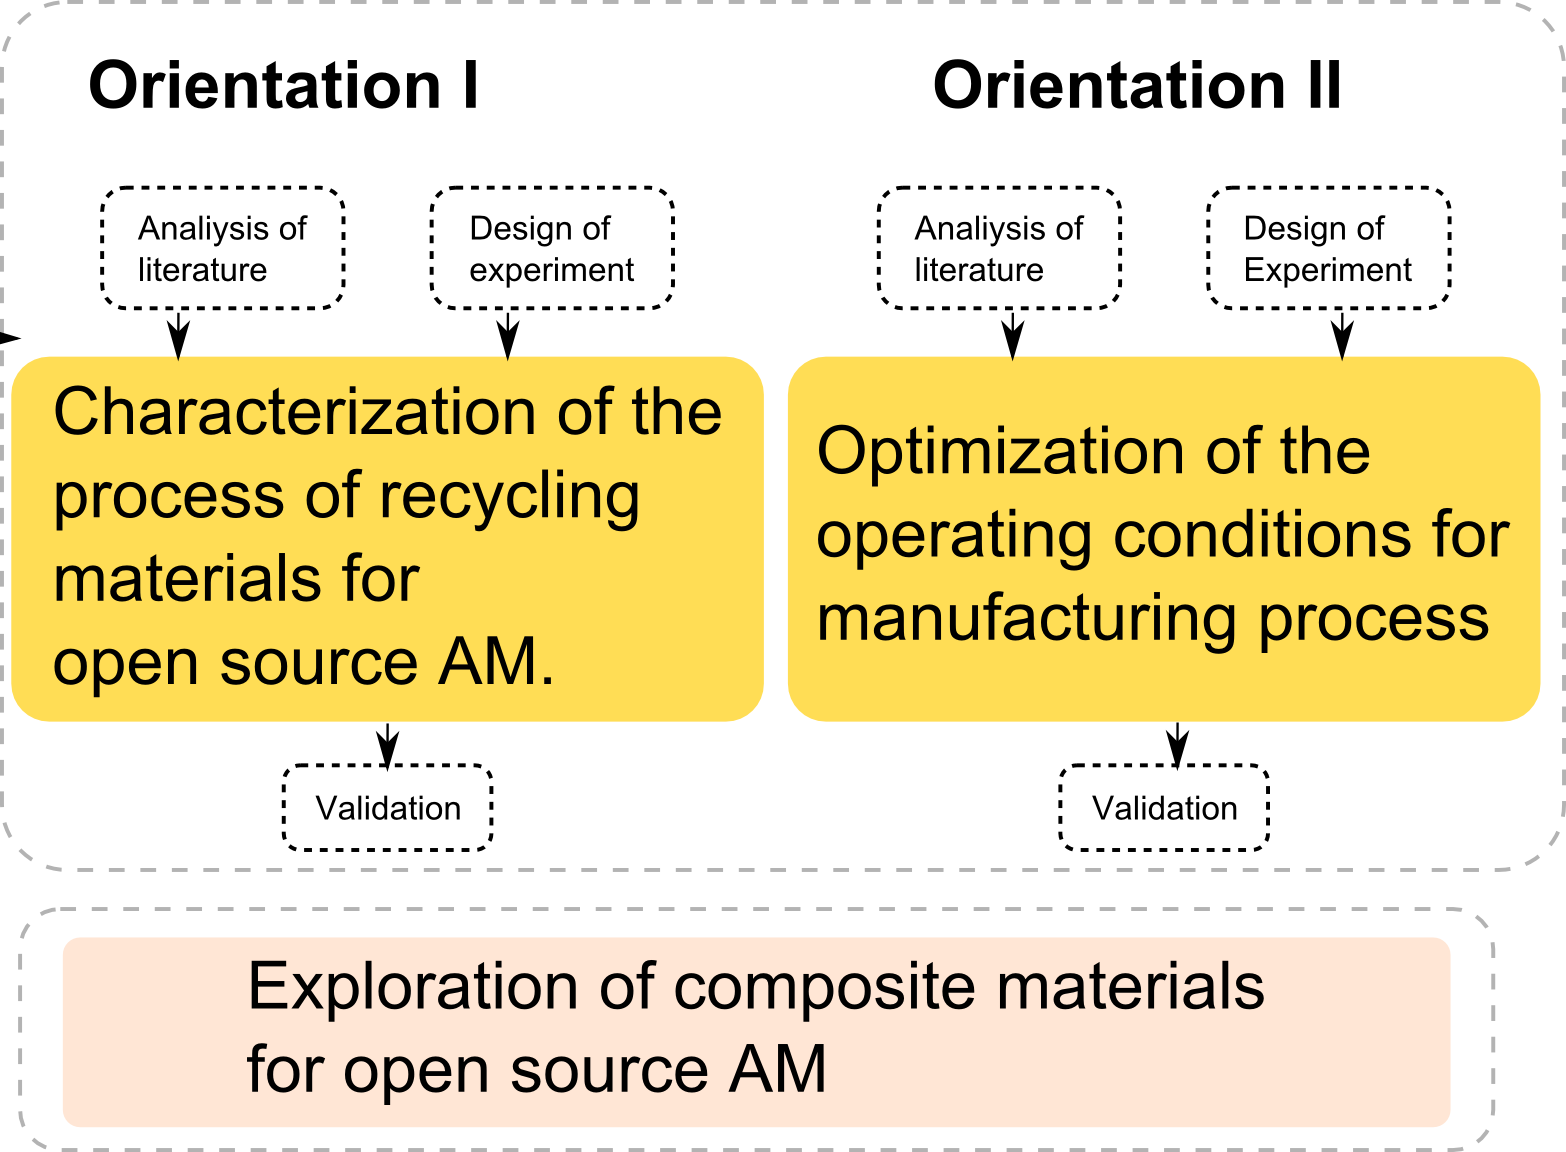 Orientation I
Analiysis of
literature
Design of
experiment
Characterization of the
process of recycling
materials for
open source AM.
Validation
Orientation II
Analiysis of
literature
Design of
Experiment
Optimization of the
operating conditions for
manufacturing process
Validation
Exploration of composite materials
for open source AM